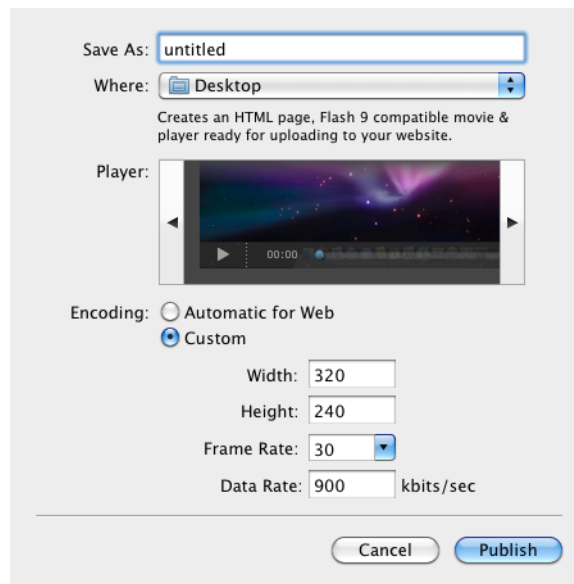 Save As: untitled
Where: Desktop
Creates an HTML page, Flash 9 compatible movie &
player ready for uploading to your website.
Player:
00:00
Encoding: Automatic for Web
Custom
Width: 320
Height: 240
Frame Rate: 30
Data Rate: 900 kbits/sec
Cancel Publish